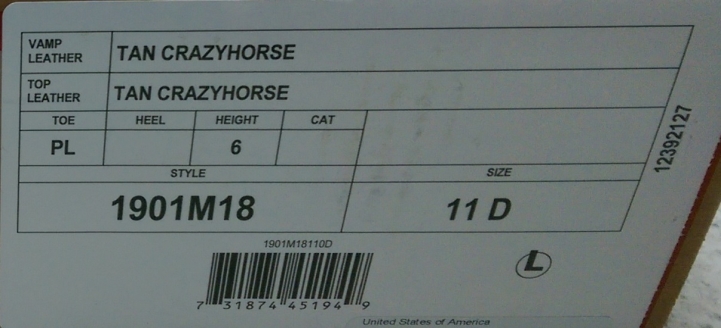 VAMP LEATHER TAN CRAZYHORSE
TOP LEATHER TAN CRAZYHORSE
TOE HEEL HEIGHT CAT
PL 6
STYLE SIZE
1901M18 11 D
12392127
1901M18110D
L
7 31874 45194 9
United States of America